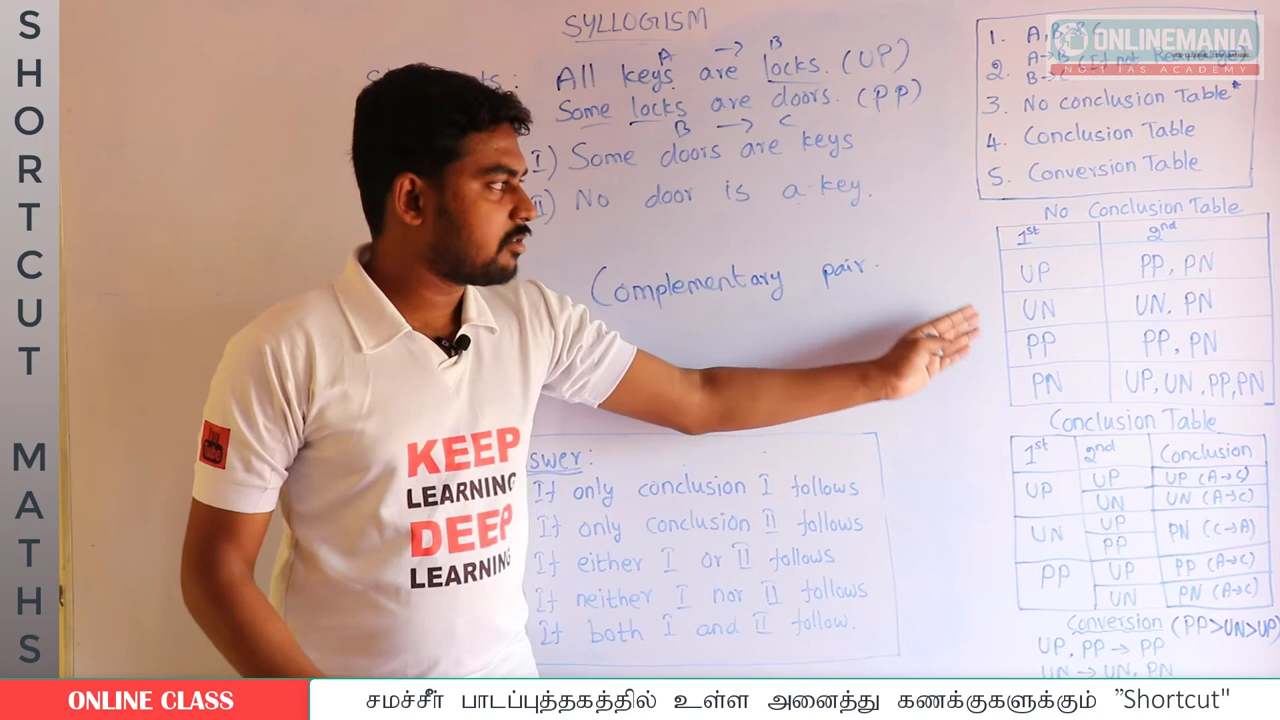 SHORTCUT MATHS
SYLLOGISM
A → B
All keys are locks. (UP)
Some locks are doors. (PP)
B → C
I) Some doors are keys
II) No door is a key.
Complementary pair.
swer:
If only conclusion I follows
If only conclusion II follows
If either I or II follows
If neither I nor II follows
If both I and II follow.
1. A, B, C
ONLINEMANIA
NO.1 IAS ACADEMY
2. A→B (If not Rearrange)
B→C
3. No conclusion Table*
4. Conclusion Table
5. Conversion Table
No Conclusion Table
1st 2nd
UP PP, PN
UN UN, PN
PP PP, PN
PN UP, UN, PP, PN
Conclusion Table
1st 2nd Conclusion
UP UP UP (A→C)
UN UN (A→C)
UN UP PN (C→A)
PP
PP UP PP (A→C)
UN PN (A→C)
Conversion (PP>UN>UP)
UP, PP → PP
UN → UN, PN
KEEP
LEARNING
DEEP
LEARNING
ONLINE CLASS
சமச்சீர் பாடப்புத்தகத்தில் உள்ள அனைத்து கணக்குகளுக்கும் "Shortcut"